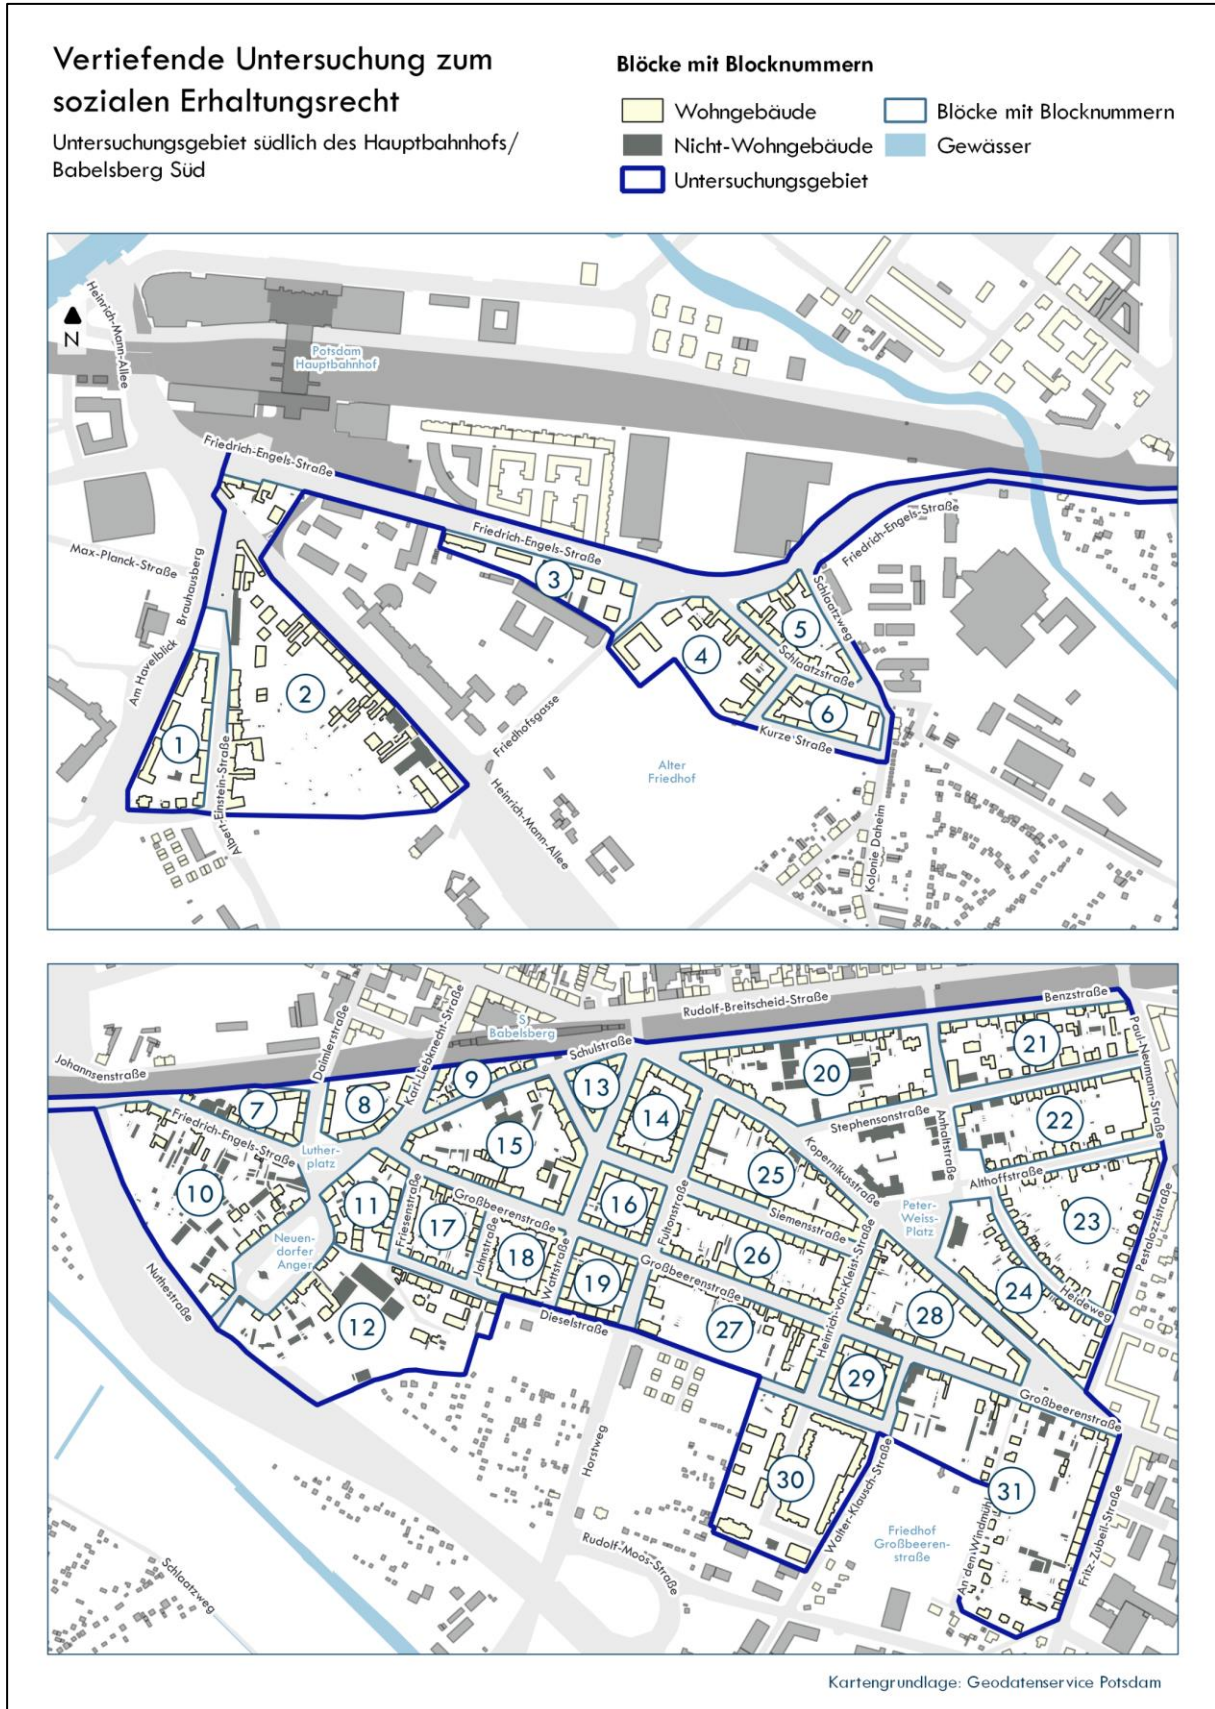 Vertiefende Untersuchung zum
sozialen Erhaltungsrecht
Untersuchungsgebiet südlich des Hauptbahnhofs/
Babelsberg Süd
Blöcke mit Blocknummern
Wohngebäude
Blöcke mit Blocknummern
Nicht-Wohngebäude
Gewässer
Untersuchungsgebiet
N
Heinrich-Mann-Allee
Potsdam
Hauptbahnhof
Friedrich-Engels-Straße
Friedrich-Engels-Straße
Friedrich-Engels-Straße
Max-Planck-Straße
Brauhausberg
Am Havelblick
Albert-Einstein-Straße
Friedhofsgasse
Heinrich-Mann-Allee
Schlaatzweg
Schlaatzstraße
Kurze Straße
Alter
Friedhof
Kolonie Daheim
1
2
3
4
5
6
Rudolf-Breitscheid-Straße
Benzstraße
S
Babelsberg
Schulstraße
Johannsenstraße
Daimlerstraße
Karl-Liebknecht-Straße
Paul-Neumann-Straße
Friedrich-Engels-Straße
Luther-
platz
Stephensonstraße
Anhaltstraße
Althoffstraße
Kopernikusstraße
Peter-
Weiss-
Platz
Pestalozzistraße
Heideweg
Neuen-
dorfer
Anger
Friesenstraße
Großbeerenstraße
Jahnstraße
Wattstraße
Fultonstraße
Siemensstraße
Großbeerenstraße
Heinrich-von-Kleist-Straße
Nuthestraße
Dieselstraße
Großbeerenstraße
Horstweg
Walter-Klausch-Straße
Friedhof
Großbeeren-
straße
An den Windmühl
Fritz-Zubeil-Straße
Rudolf-Moos-Straße
Schlaatzweg
7
8
9
10
11
12
13
14
15
16
17
18
19
20
21
22
23
24
25
26
27
28
29
30
31
Kartengrundlage: Geodatenservice Potsdam